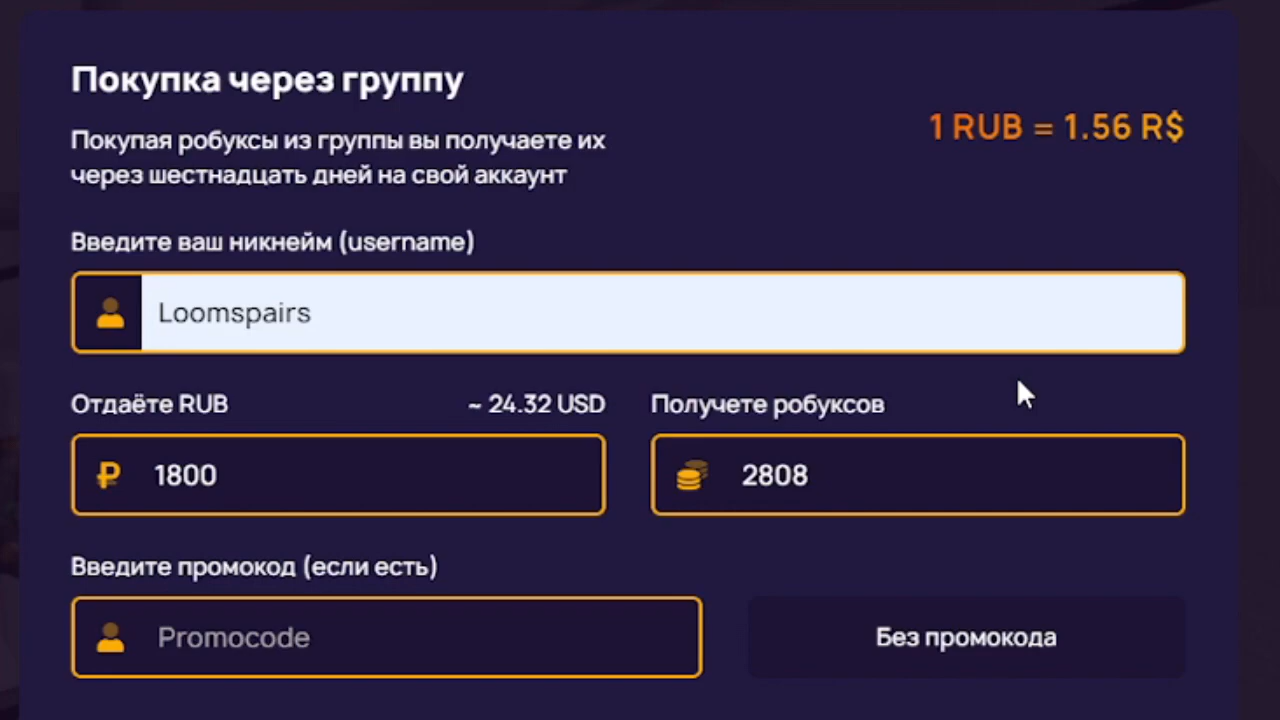 Покупка через группу
Покупая робуксы из группы вы получаете их
через шестнадцать дней на свой аккаунт
1 RUB = 1.56 R$
Введите ваш никнейм (username)
Loomspairs
Отдаёте RUB
~ 24.32 USD
Получете робуксов
₽ 1800
2808
Введите промокод (если есть)
Promocode
Без промокода